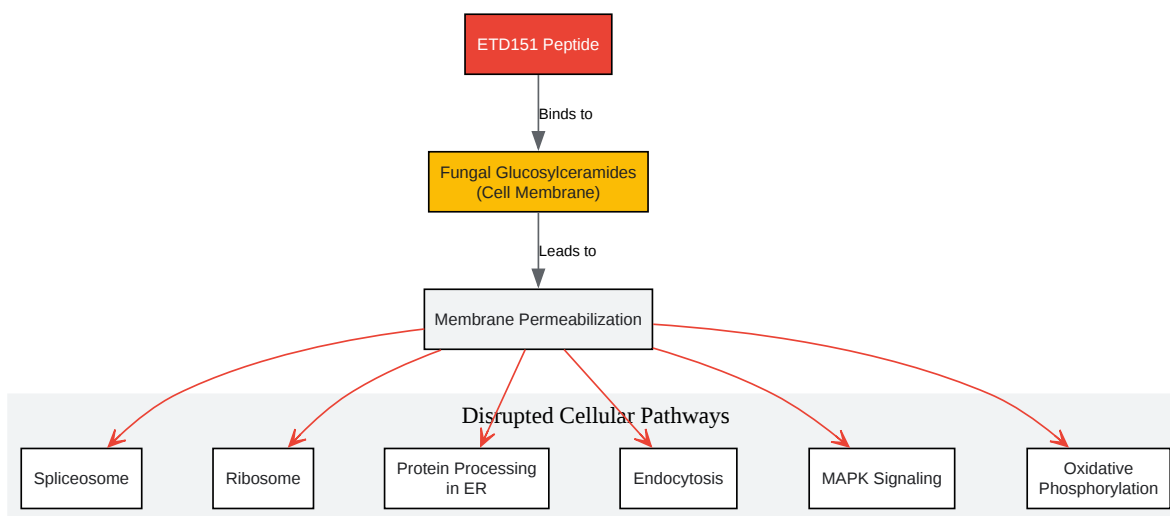 ETD151 Peptide
Binds to
Fungal Glucosylceramides
(Cell Membrane)
Leads to
Membrane Permeabilization
Disrupted Cellular Pathways
Spliceosome
Ribosome
Protein Processing
in ER
Endocytosis
MAPK Signaling
Oxidative
Phosphorylation